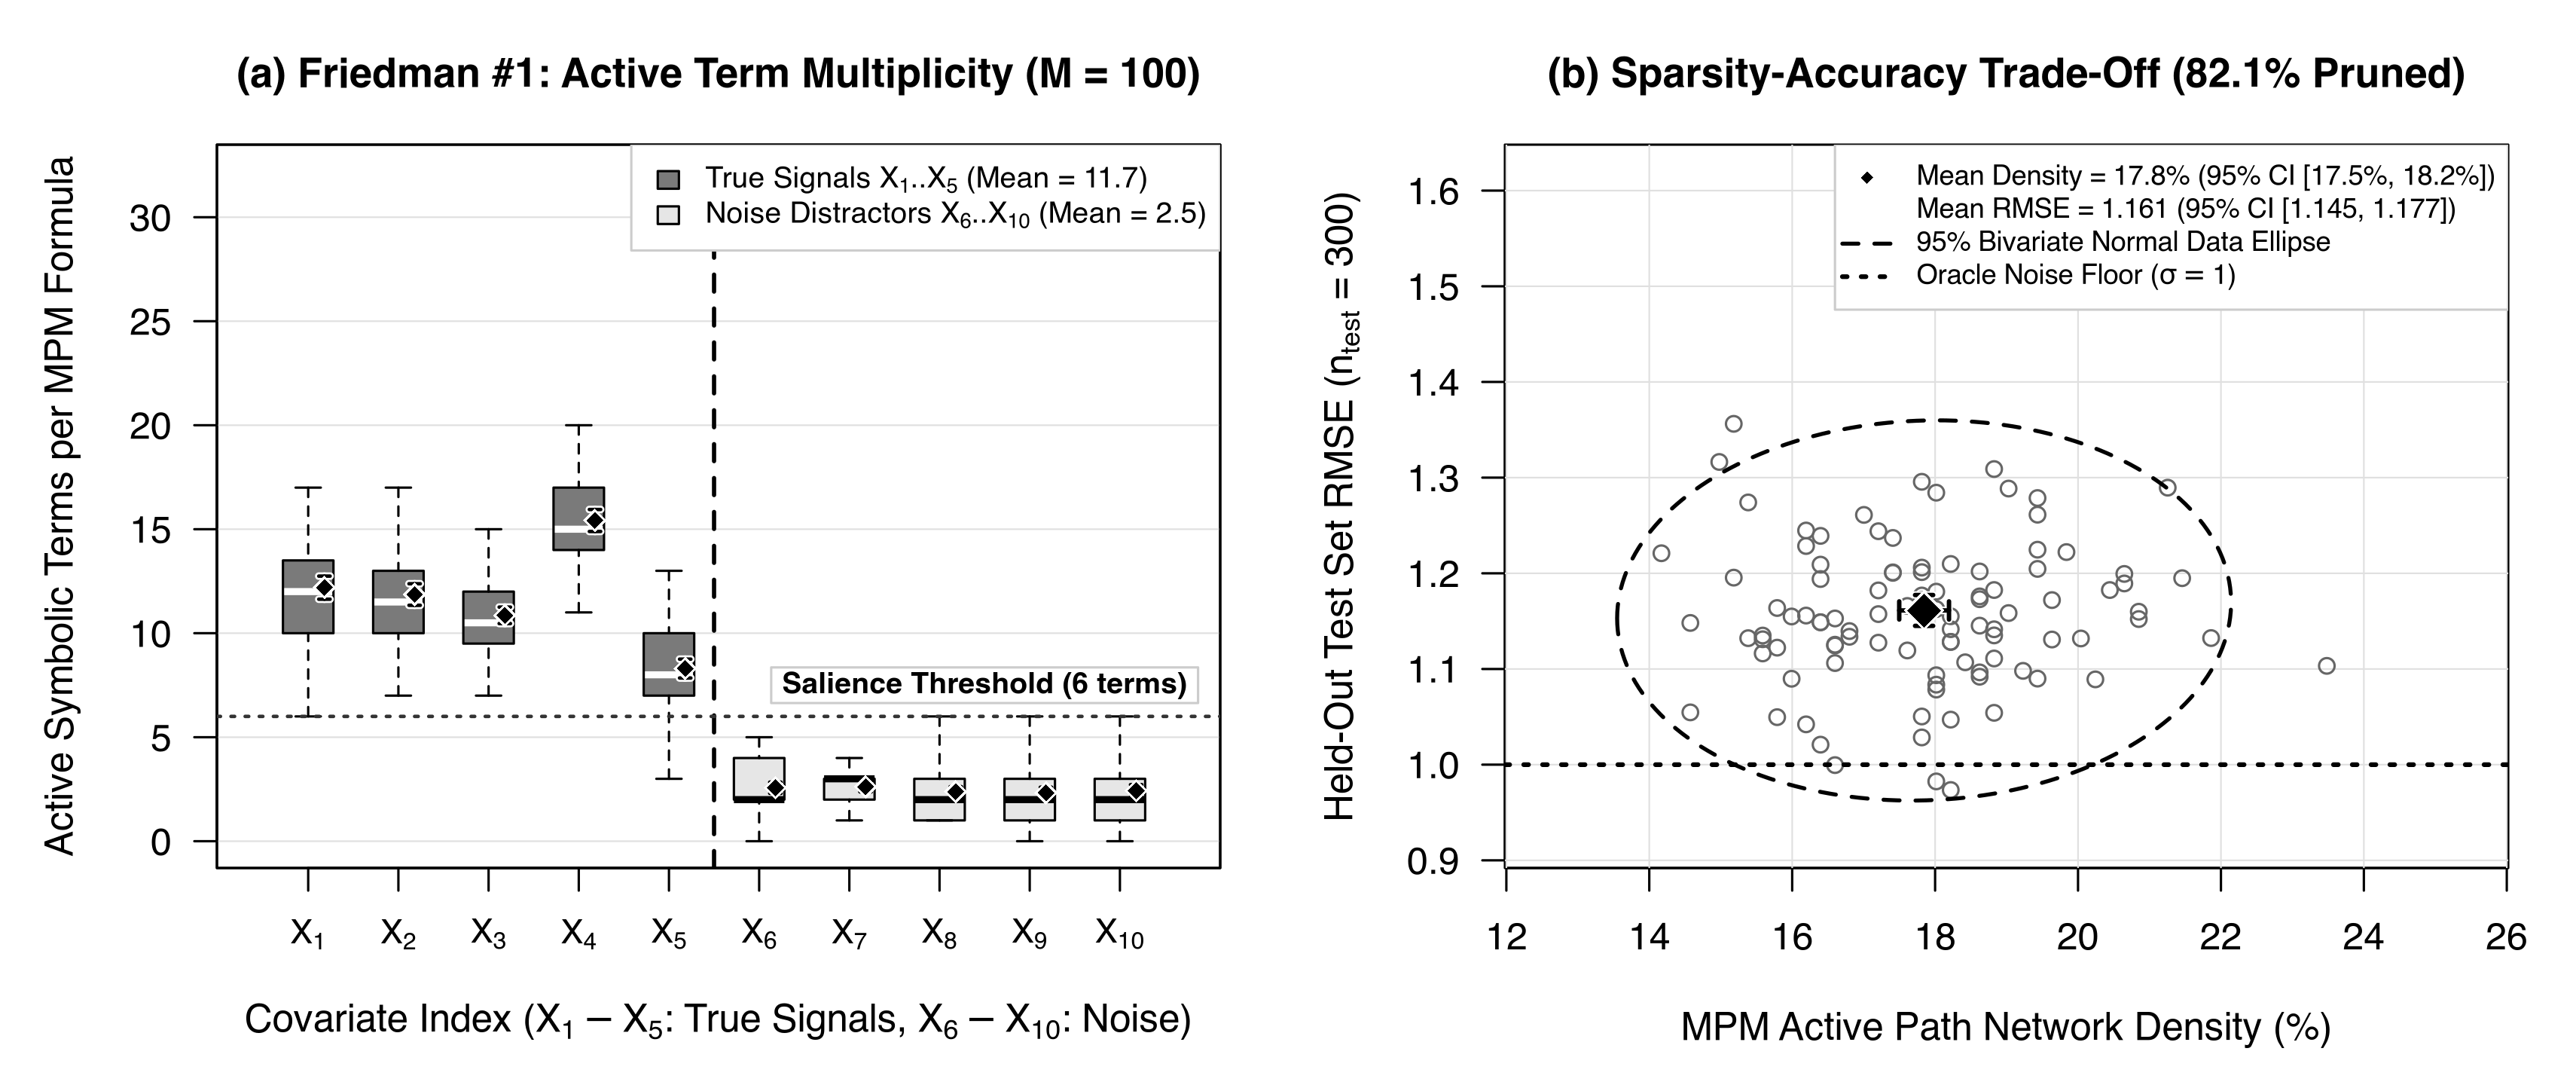 (a) Friedman #1: Active Term Multiplicity (M = 100)
Active Symbolic Terms per MPM Formula
30
25
20
15
10
5
0
True Signals X₁..X₅ (Mean = 11.7)
Noise Distractors X₆..X₁₀ (Mean = 2.5)
Salience Threshold (6 terms)
X₁ X₂ X₃ X₄ X₅ X₆ X₇ X₈ X₉ X₁₀
Covariate Index (X₁ − X₅: True Signals, X₆ − X₁₀: Noise)
(b) Sparsity-Accuracy Trade-Off (82.1% Pruned)
Held-Out Test Set RMSE (n_test = 300)
1.6
1.5
1.4
1.3
1.2
1.1
1.0
0.9
Mean Density = 17.8% (95% CI [17.5%, 18.2%])
Mean RMSE = 1.161 (95% CI [1.145, 1.177])
95% Bivariate Normal Data Ellipse
Oracle Noise Floor (σ = 1)
12 14 16 18 20 22 24 26
MPM Active Path Network Density (%)